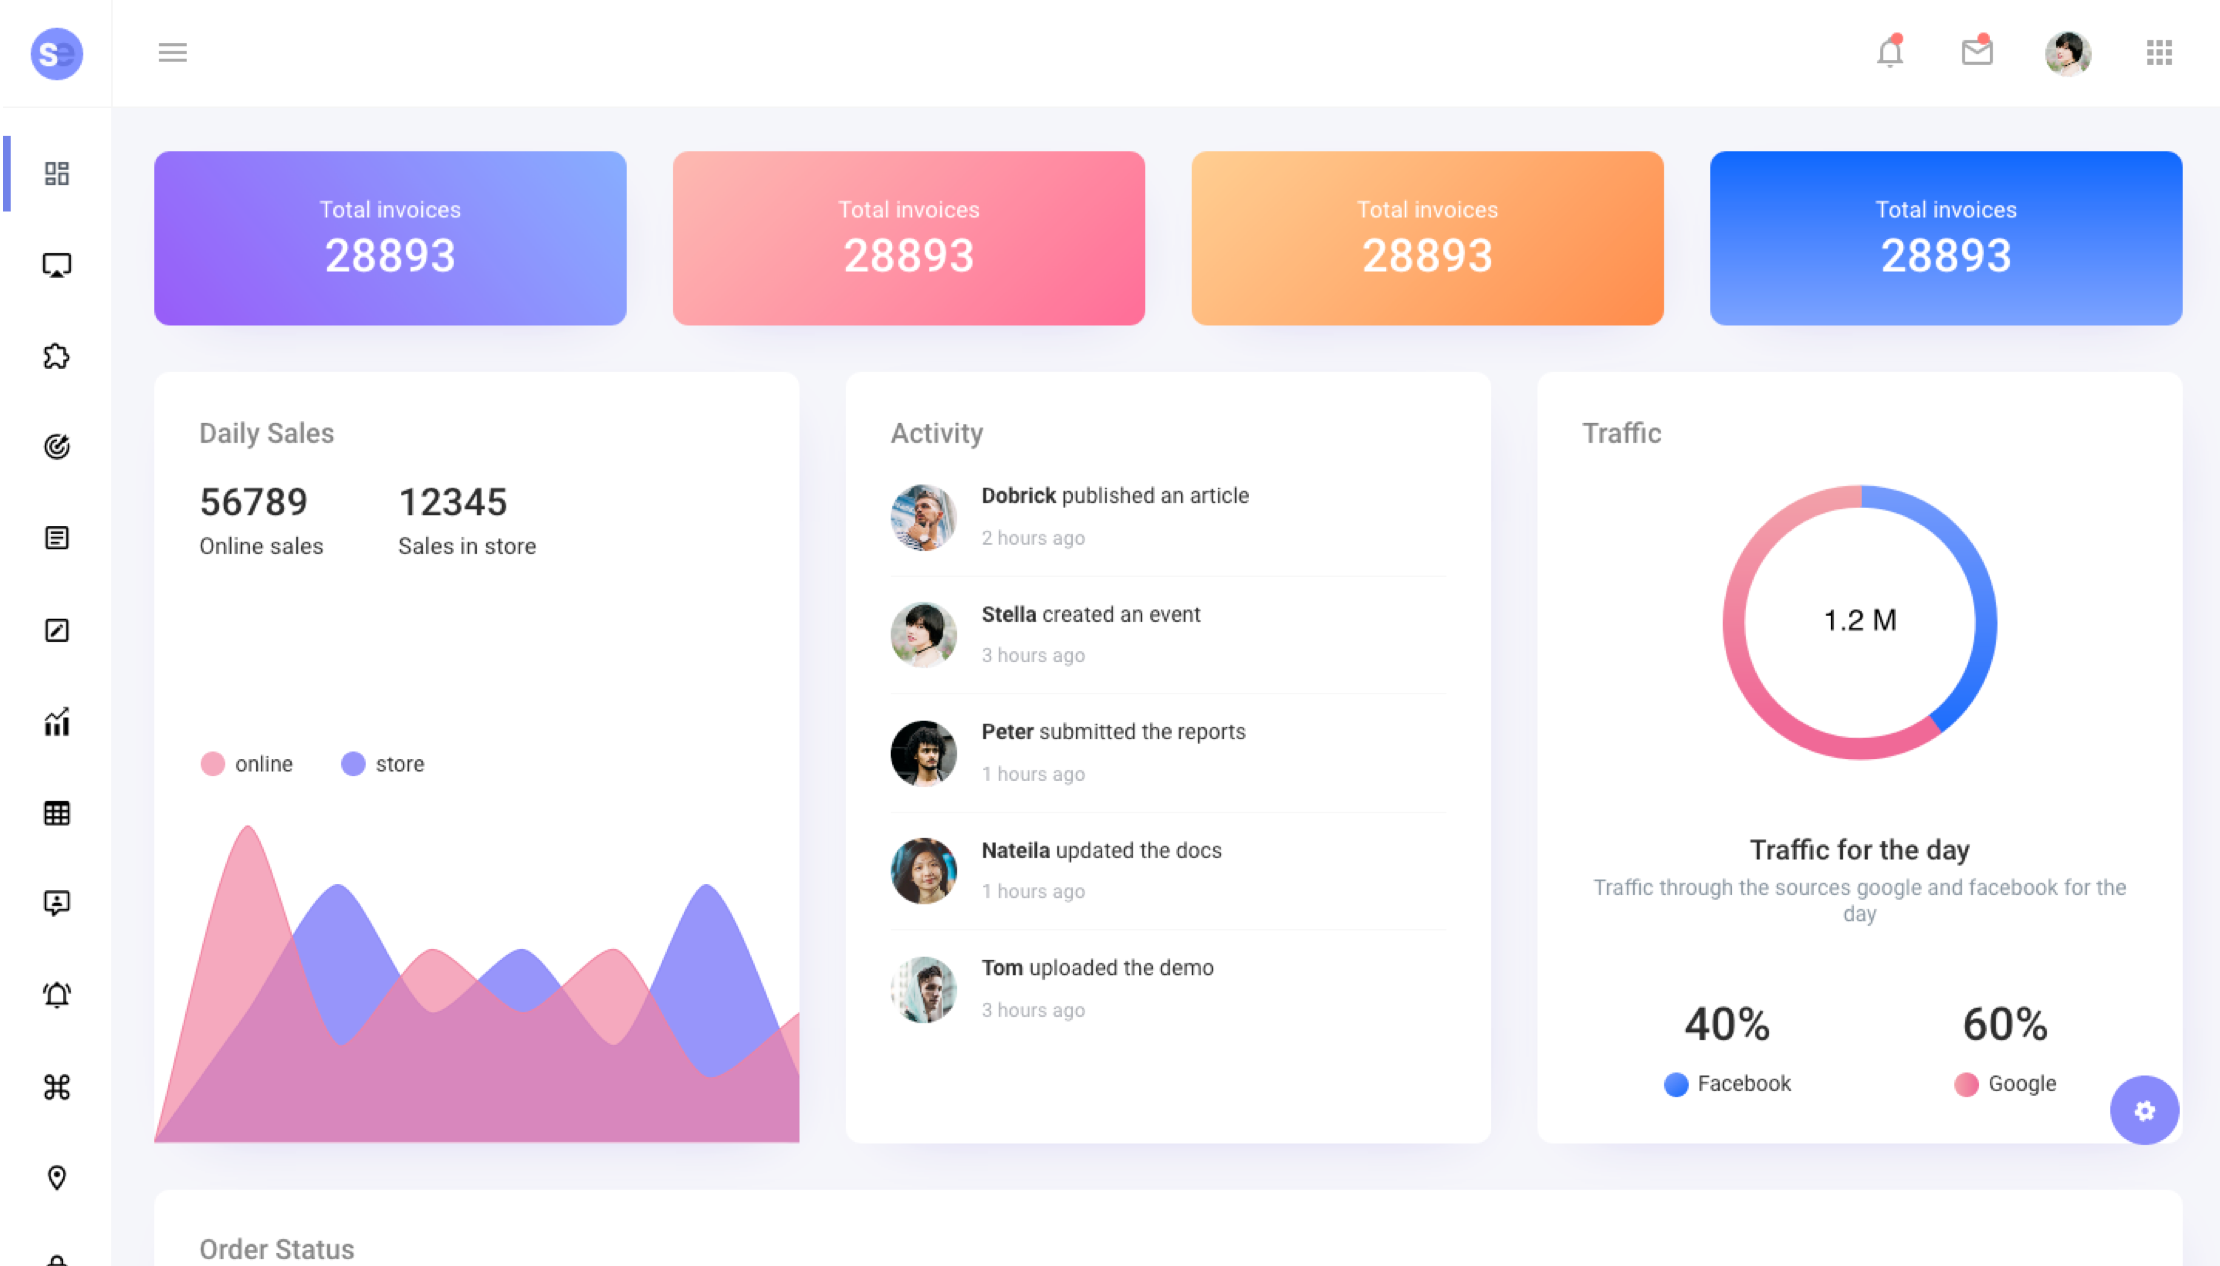 se
Total invoices
28893
Total invoices
28893
Total invoices
28893
Total invoices
28893
Daily Sales
56789
Online sales
12345
Sales in store
online
store
Activity
Dobrick published an article
2 hours ago
Stella created an event
3 hours ago
Peter submitted the reports
1 hours ago
Nateila updated the docs
1 hours ago
Tom uploaded the demo
3 hours ago
Traffic
1.2 M
Traffic for the day
Traffic through the sources google and facebook for the
day
40%
Facebook
60%
Google
Order Status